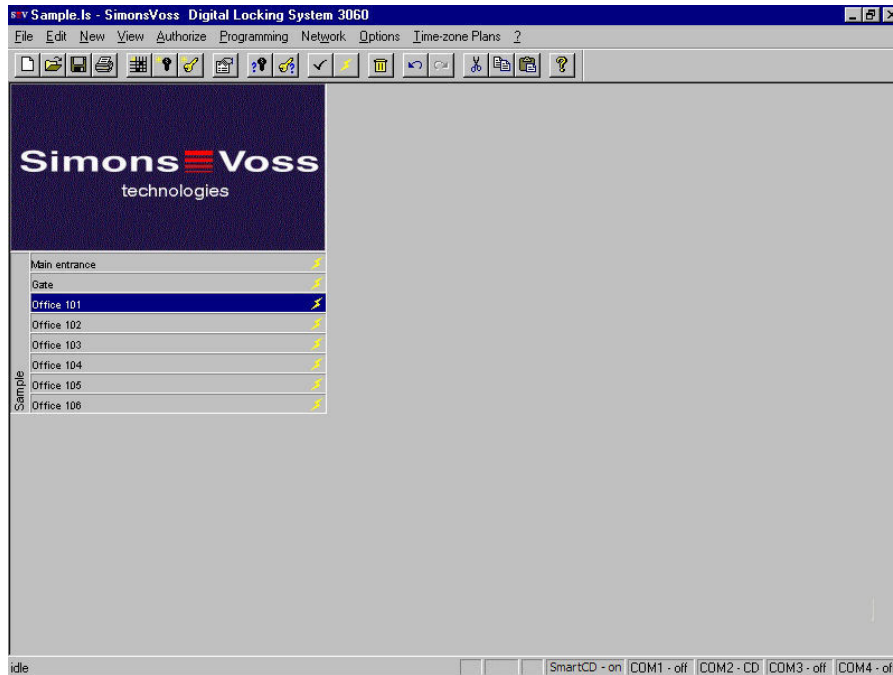 Sample.ls - SimonsVoss Digital Locking System 3060
File Edit New View Authorize Programming Network Options Time-zone Plans ?
Simons Voss
technologies
Main entrance
Gate
Office 101
Office 102
Office 103
Office 104
Office 105
Office 106
Sample
idle SmartCD - on COM1 - off COM2 - CD COM3 - off COM4 - of